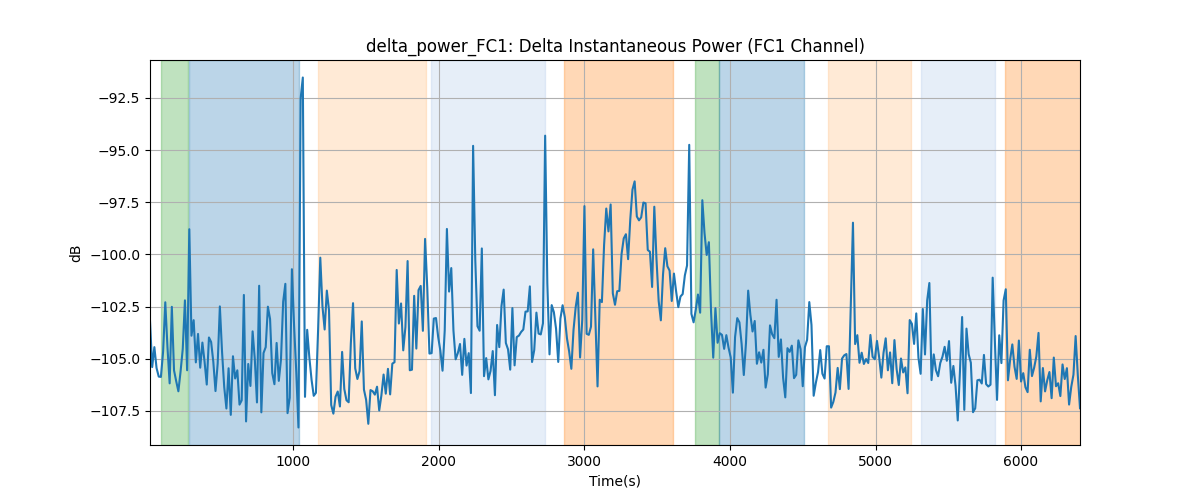 delta_power_FC1: Delta Instantaneous Power (FC1 Channel)
dB
−92.5
−95.0
−97.5
−100.0
−102.5
−105.0
−107.5
1000 2000 3000 4000 5000 6000
Time(s)